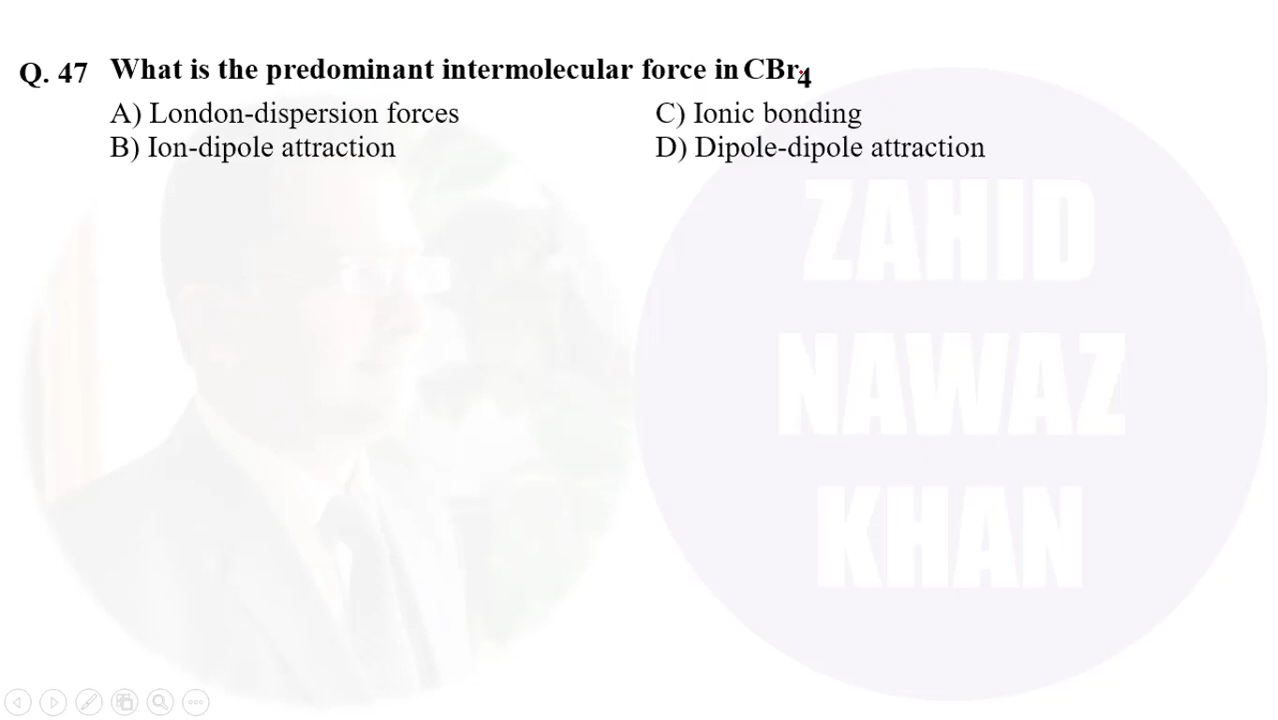 Q. 47 What is the predominant intermolecular force in CBr4
A) London-dispersion forces
C) Ionic bonding
B) Ion-dipole attraction
D) Dipole-dipole attraction
ZAHID
NAWAZ
KHAN